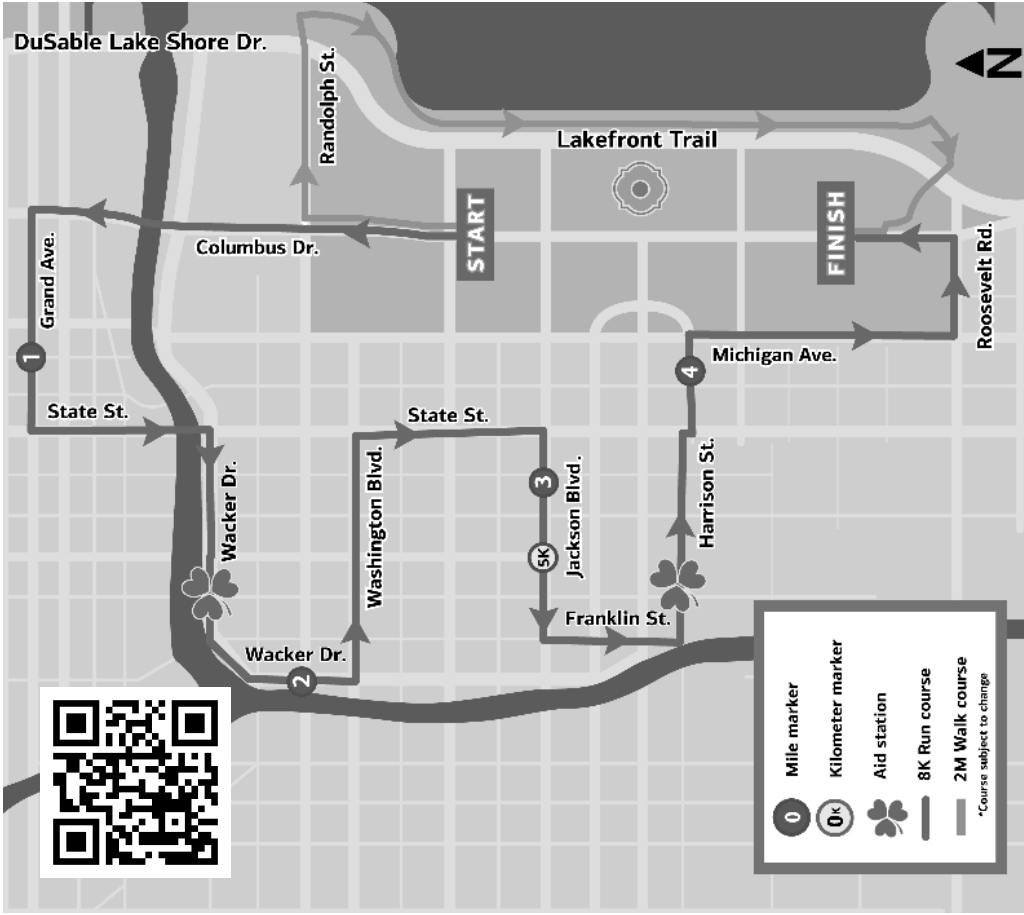 DuSable Lake Shore Dr.
N
Randolph St.
Lakefront Trail
START
FINISH
Columbus Dr.
Grand Ave.
Roosevelt Rd.
1
Michigan Ave.
4
State St.
State St.
Wacker Dr.
Washington Blvd.
3
5K
Jackson Blvd.
Harrison St.
Franklin St.
Wacker Dr.
2
0 Mile marker
0K Kilometer marker
Aid station
8K Run course
2M Walk course
*Course subject to change